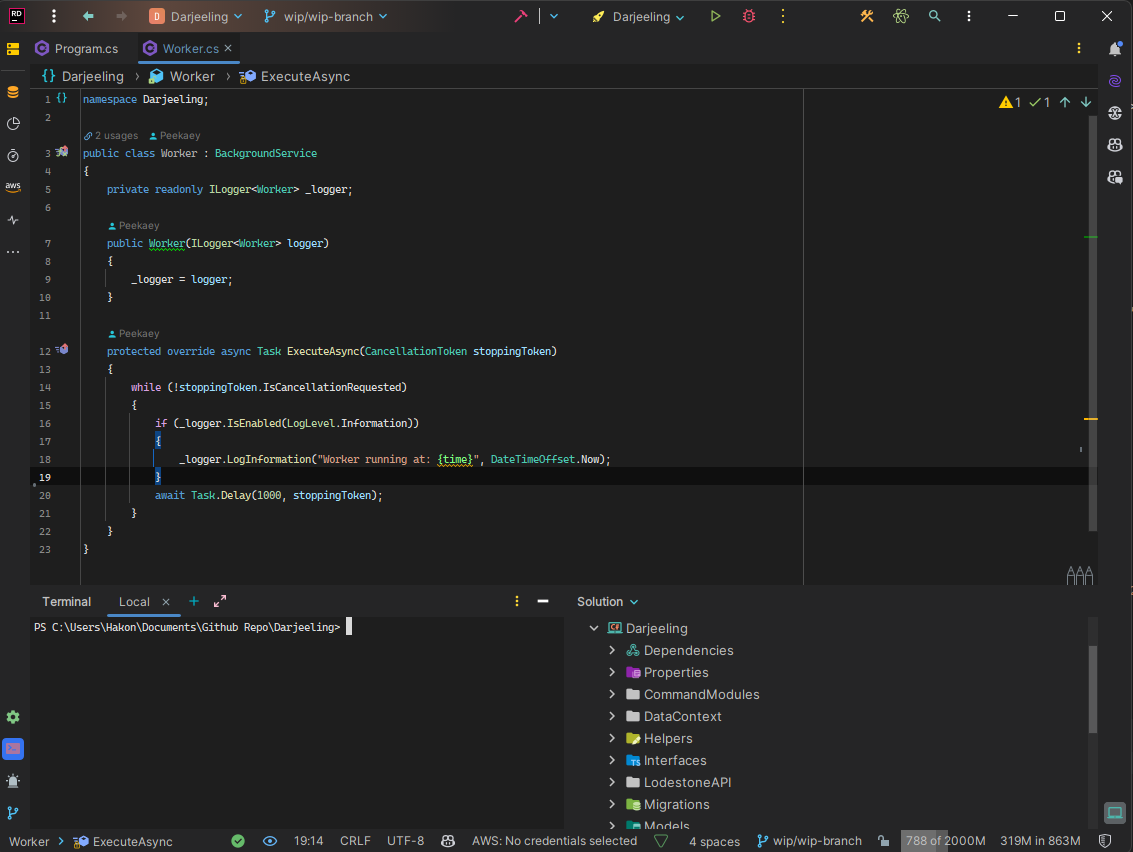 RD
D Darjeeling
wip/wip-branch
Darjeeling
Program.cs
Worker.cs
{} Darjeeling > Worker > ExecuteAsync
1 {} namespace Darjeeling;
1 1
2
2 usages Peekaey
3 public class Worker : BackgroundService
4 {
5 private readonly ILogger<Worker> _logger;
6
Peekaey
7 public Worker(ILogger<Worker> logger)
8 {
9 _logger = logger;
10 }
11
Peekaey
12 protected override async Task ExecuteAsync(CancellationToken stoppingToken)
13 {
14 while (!stoppingToken.IsCancellationRequested)
15 {
16 if (_logger.IsEnabled(LogLevel.Information))
17 {
18 _logger.LogInformation("Worker running at: {time}", DateTimeOffset.Now);
19 }
20 await Task.Delay(1000, stoppingToken);
21 }
22 }
23 }
aws
Terminal Local
PS C:\Users\Hakon\Documents\Github Repo\Darjeeling>
Solution
C# Darjeeling
Dependencies
Properties
CommandModules
DataContext
Helpers
TS Interfaces
LodestoneAPI
Migrations
Models
Worker > ExecuteAsync
19:14 CRLF UTF-8 AWS: No credentials selected 4 spaces wip/wip-branch 788 of 2000M 319M in 863M